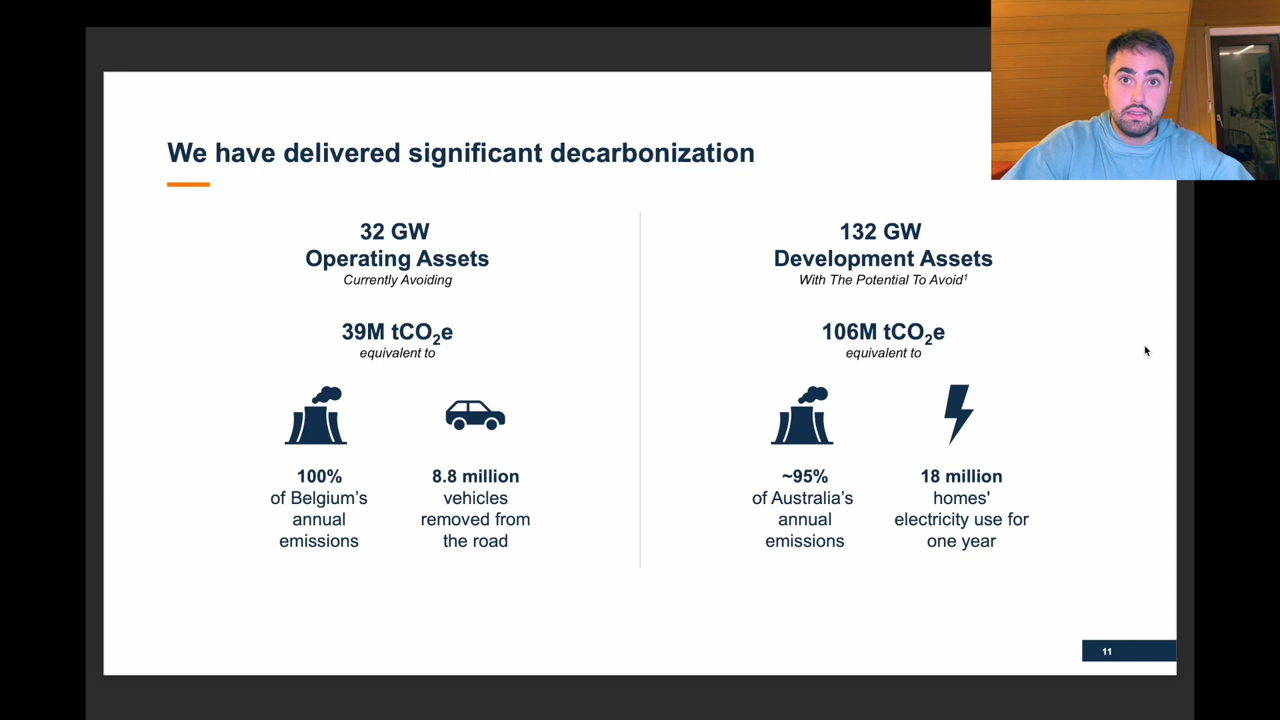 We have delivered significant decarbonization
32 GW
Operating Assets
Currently Avoiding
39M tCO₂e
equivalent to
100%
of Belgium's
annual
emissions
8.8 million
vehicles
removed from
the road
132 GW
Development Assets
With The Potential To Avoid¹
106M tCO₂e
equivalent to
~95%
of Australia's
annual
emissions
18 million
homes'
electricity use for
one year
11